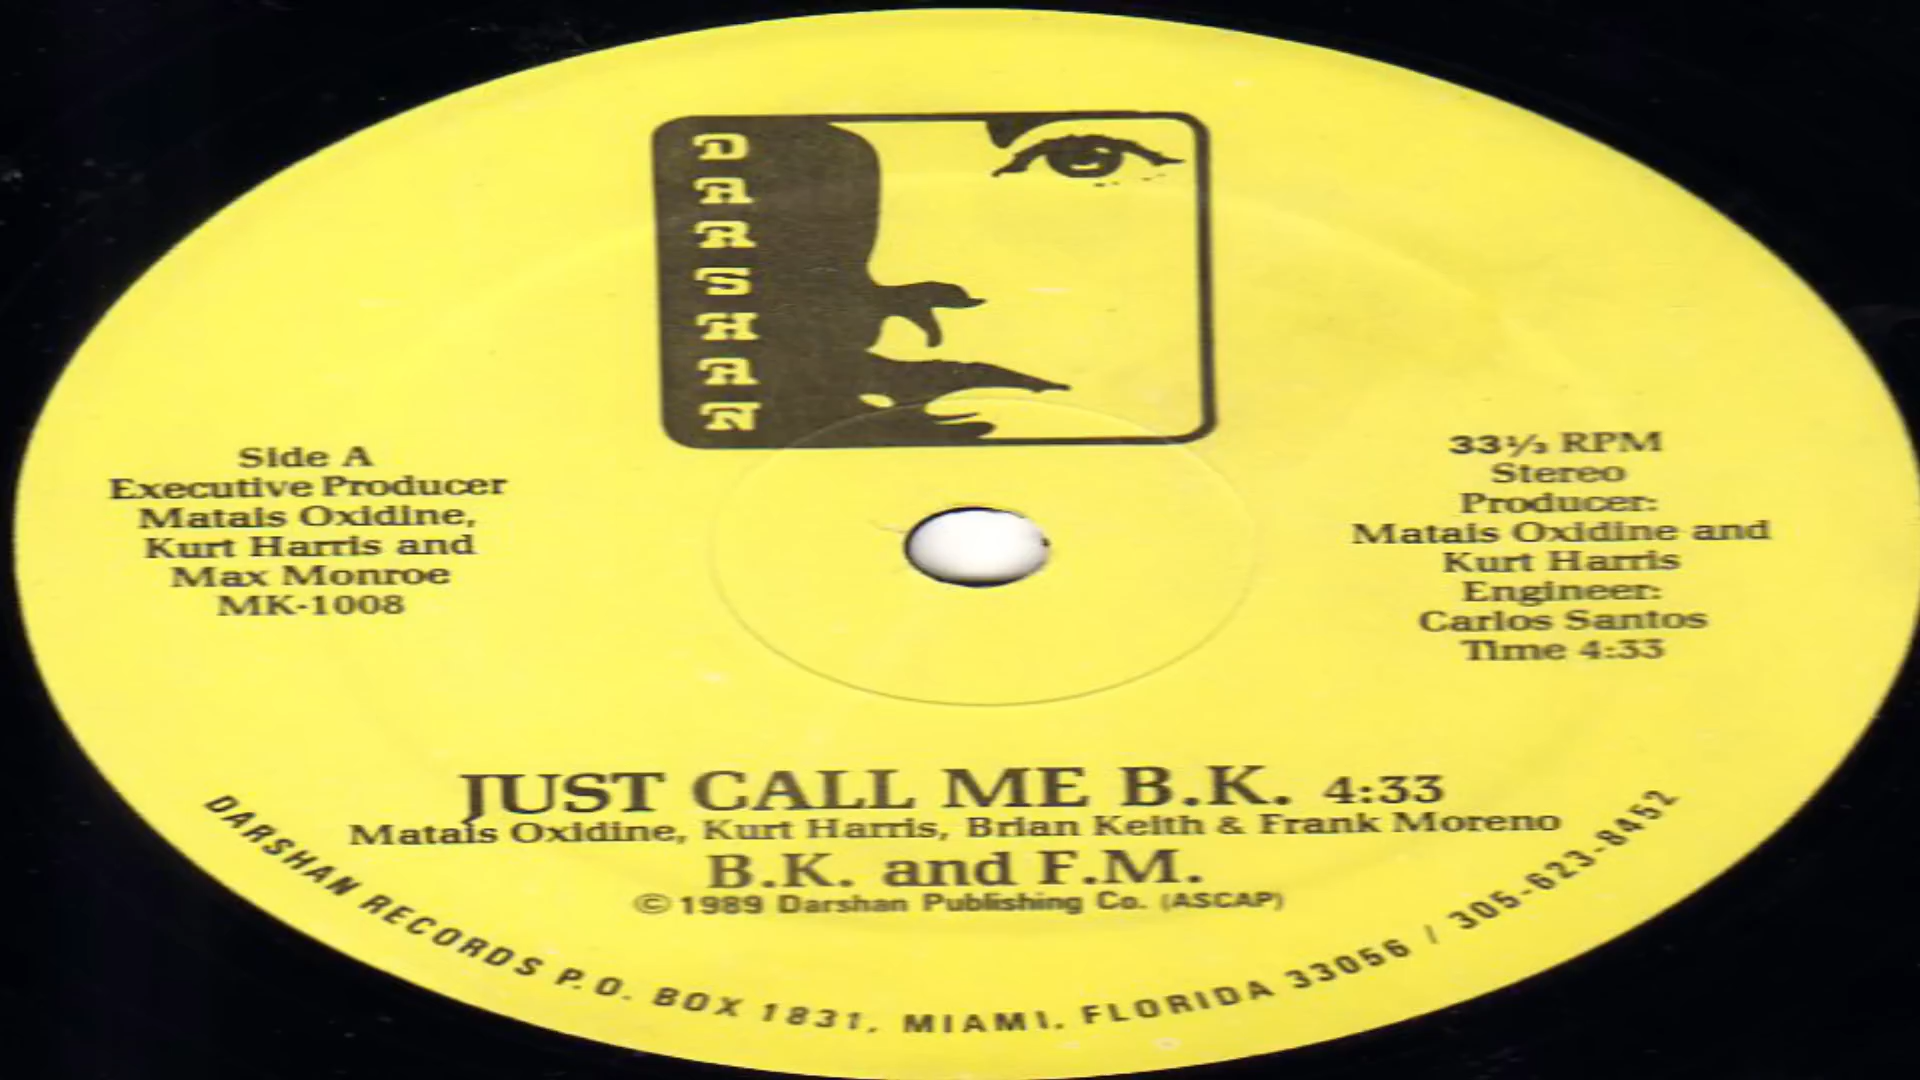 DARSHAN
Side A
Executive Producer
Matais Oxidine,
Kurt Harris and
Max Monroe
MK-1008
33⅓ RPM
Stereo
Producer:
Matais Oxidine and
Kurt Harris
Engineer:
Carlos Santos
Time 4:33
JUST CALL ME B.K. 4:33
Matais Oxidine, Kurt Harris, Brian Keith & Frank Moreno
B.K. and F.M.
© 1989 Darshan Publishing Co. (ASCAP)
DARSHAN RECORDS P.O. BOX 1831, MIAMI, FLORIDA 33056 / 305-623-8452